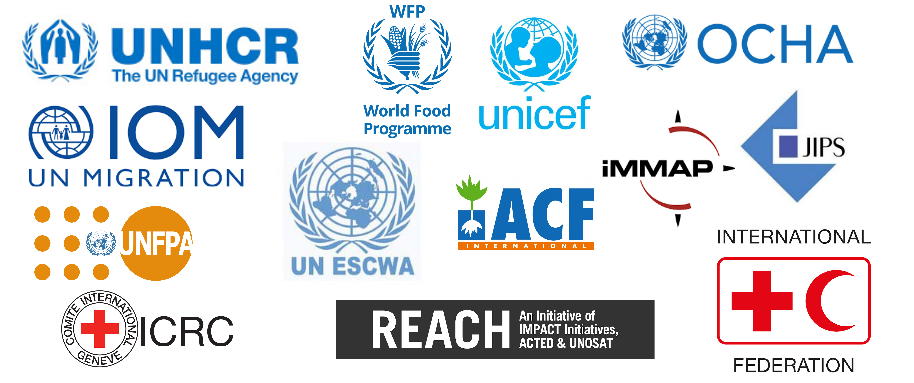 UNHCR
The UN Refugee Agency
WFP
World Food
Programme
unicef
OCHA
IOM
UN MIGRATION
iMMAP
JIPS
UNFPA
UN ESCWA
ACF
INTERNATIONAL
COMITE INTERNATIONAL
GENEVE
ICRC
REACH
An Initiative of
IMPACT Initiatives,
ACTED & UNOSAT
INTERNATIONAL
FEDERATION